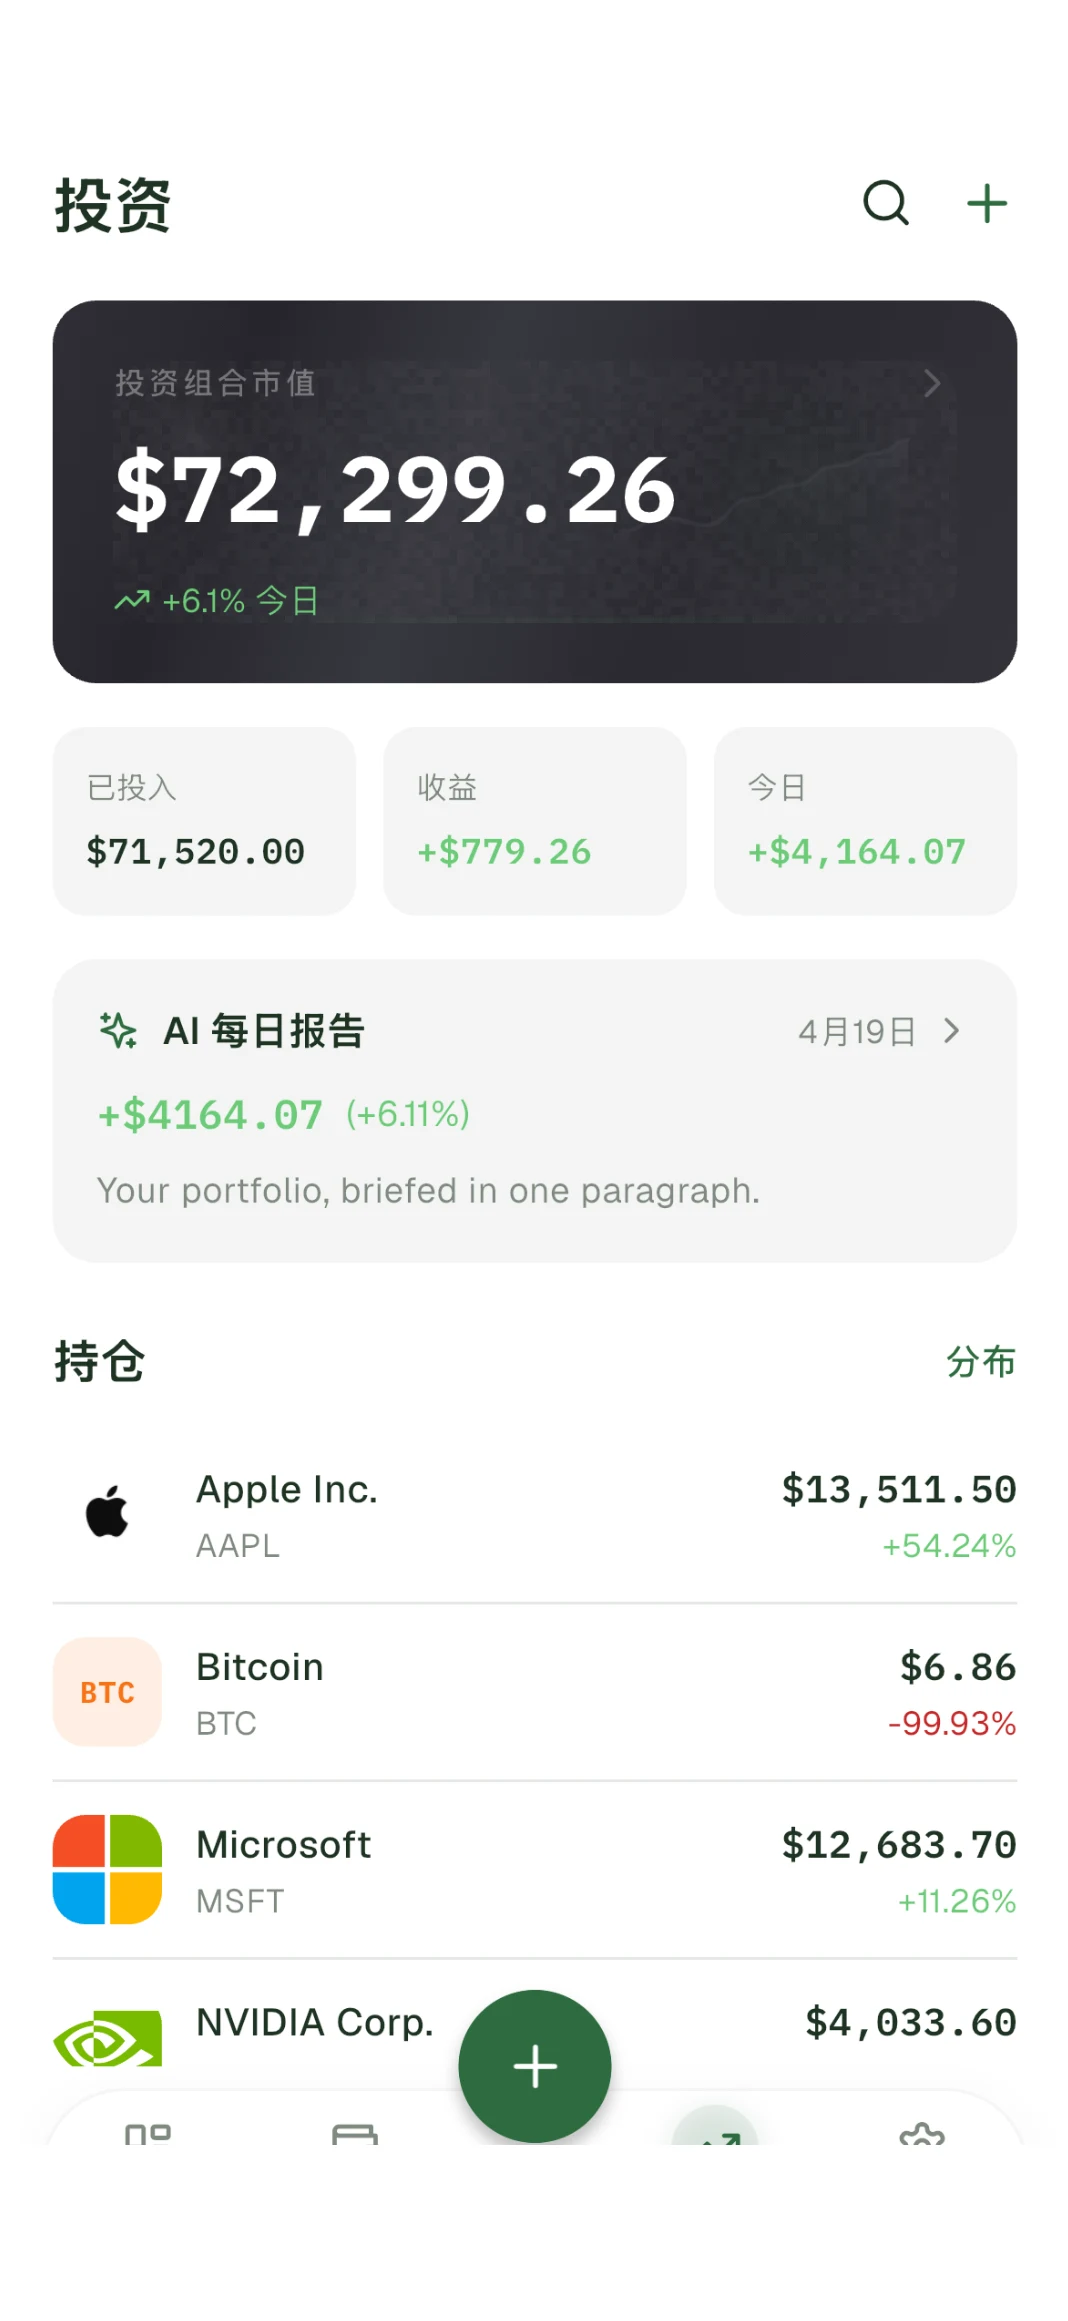 投资
投资组合市值
$72,299.26
+6.1% 今日
已投入
$71,520.00
收益
+$779.26
今日
+$4,164.07
AI 每日报告
4月19日
+$4164.07 (+6.11%)
Your portfolio, briefed in one paragraph.
持仓
分布
Apple Inc.
$13,511.50
AAPL
+54.24%
BTC
Bitcoin
$6.86
BTC
-99.93%
Microsoft
$12,683.70
MSFT
+11.26%
NVIDIA Corp.
$4,033.60